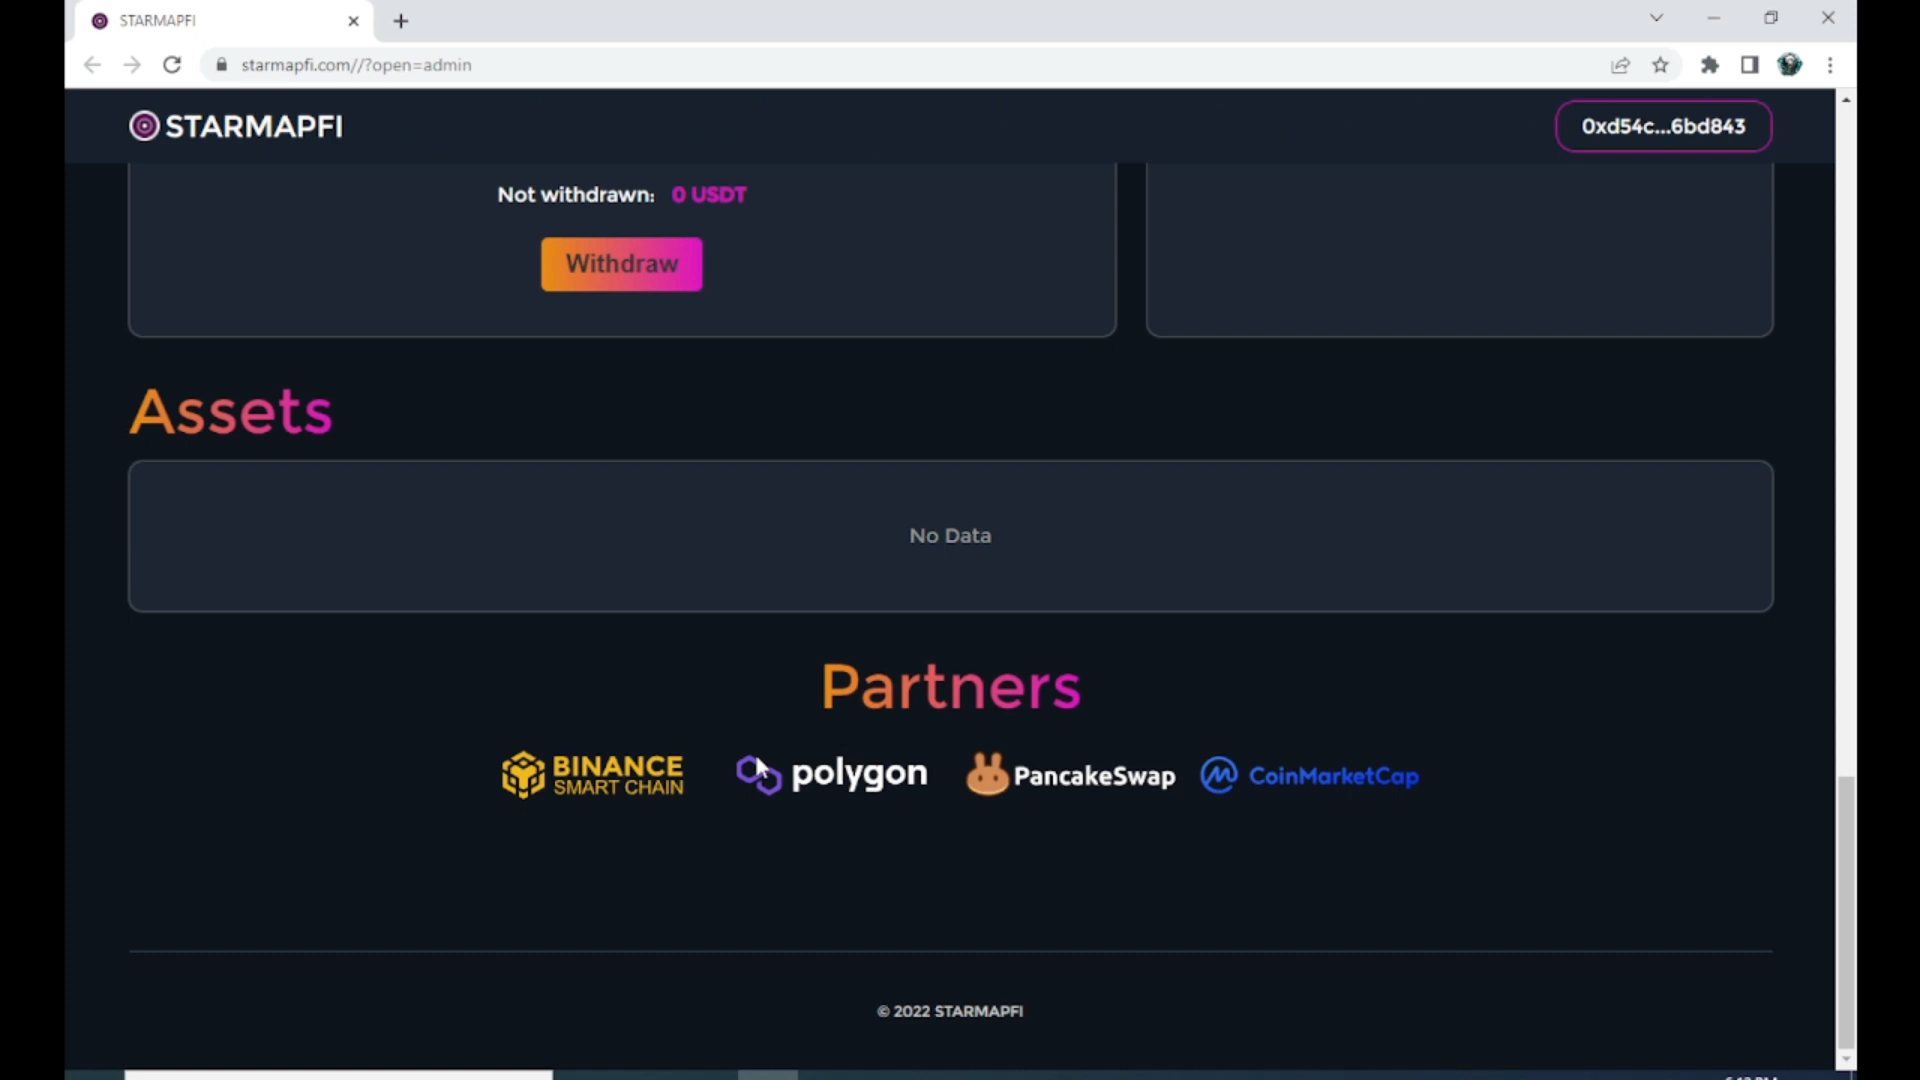 STARMAPFI
starmapfi.com//?open=admin
STARMAPFI
0xd54c...6bd843
Not withdrawn: 0 USDT
Withdraw
Assets
No Data
Partners
BINANCE
SMART CHAIN
polygon
PancakeSwap
CoinMarketCap
© 2022 STARMAPFI